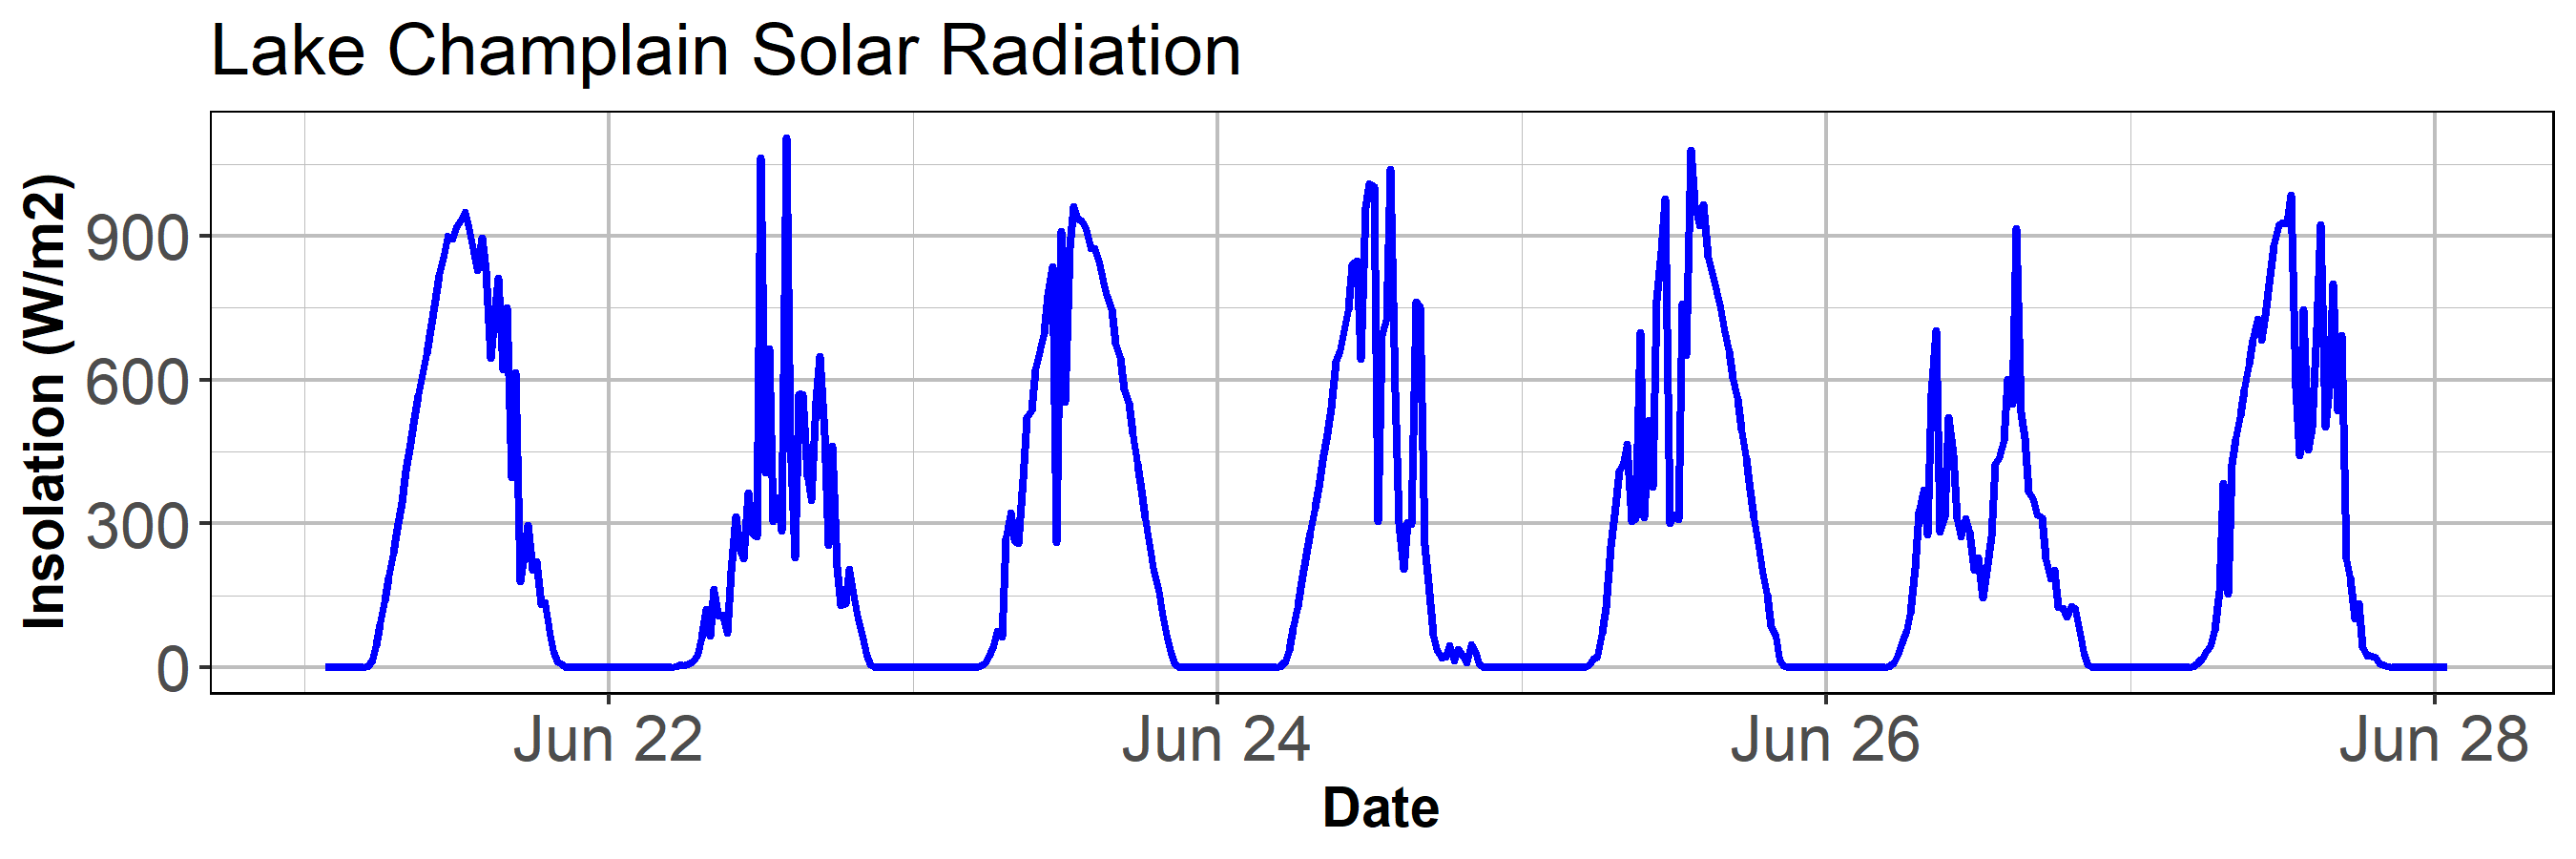 Lake Champlain Solar Radiation
Insolation (W/m2)
900
600
300
0
Jun 22 Jun 24 Jun 26 Jun 28
Date